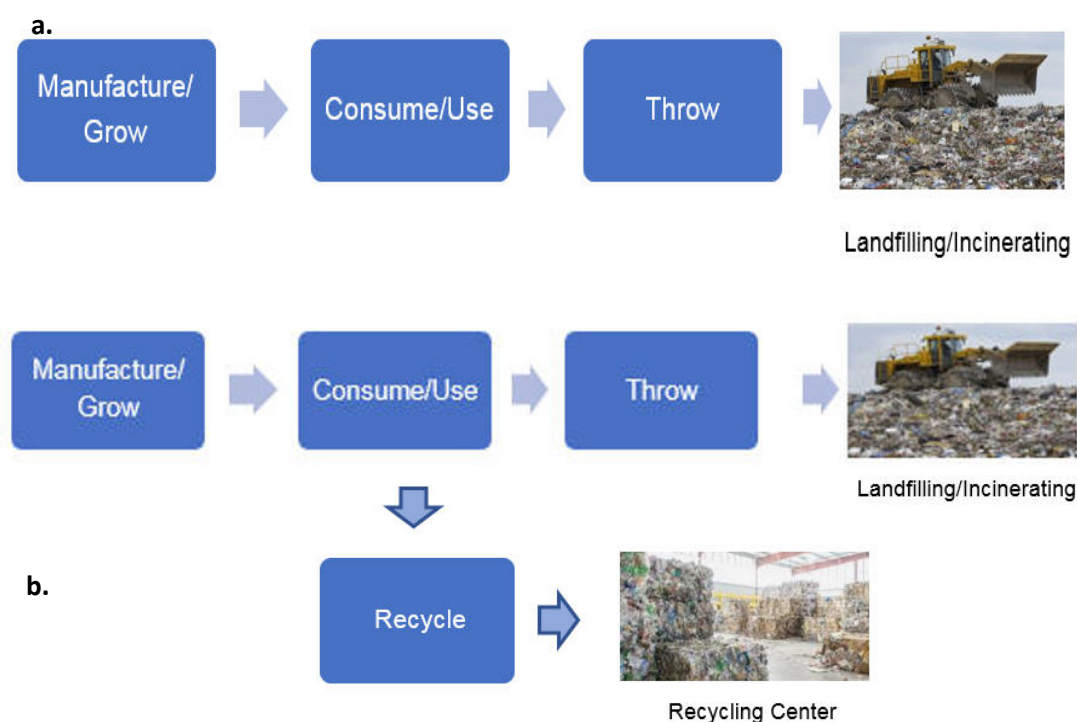 a.
Manufacture/
Grow
Consume/Use
Throw
Landfilling/Incinerating
Manufacture/
Grow
Consume/Use
Throw
Landfilling/Incinerating
b.
Recycle
Recycling Center